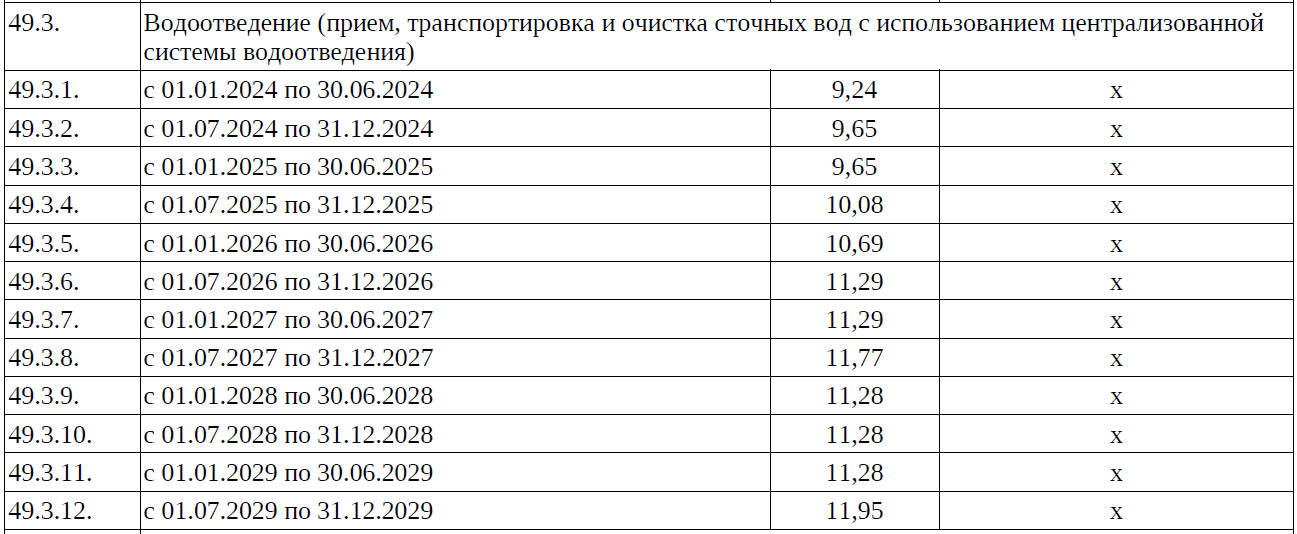 49.3. Водоотведение (прием, транспортировка и очистка сточных вод с использованием централизованной
системы водоотведения)
49.3.1. с 01.01.2024 по 30.06.2024 9,24 х
49.3.2. с 01.07.2024 по 31.12.2024 9,65 х
49.3.3. с 01.01.2025 по 30.06.2025 9,65 х
49.3.4. с 01.07.2025 по 31.12.2025 10,08 х
49.3.5. с 01.01.2026 по 30.06.2026 10,69 х
49.3.6. с 01.07.2026 по 31.12.2026 11,29 х
49.3.7. с 01.01.2027 по 30.06.2027 11,29 х
49.3.8. с 01.07.2027 по 31.12.2027 11,77 х
49.3.9. с 01.01.2028 по 30.06.2028 11,28 х
49.3.10. с 01.07.2028 по 31.12.2028 11,28 х
49.3.11. с 01.01.2029 по 30.06.2029 11,28 х
49.3.12. с 01.07.2029 по 31.12.2029 11,95 х